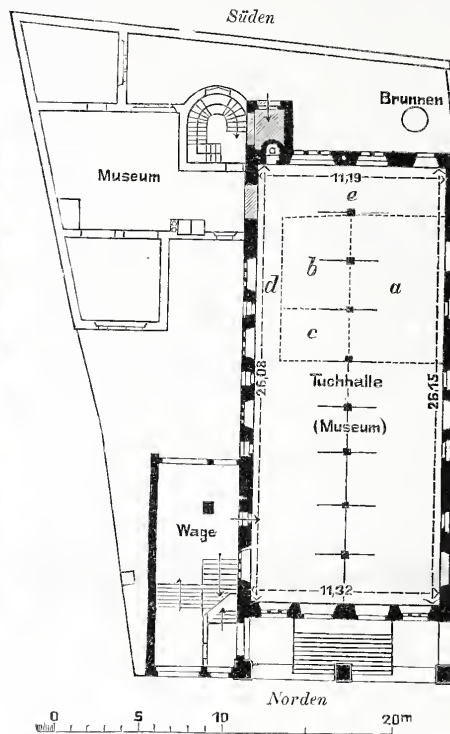 Süden
Brunnen
Museum
a
11,19
e
b
d
a
c
26,08
26,15
Tuchhalle
(Museum)
Wage
11,32
Norden
0 5 10 20m